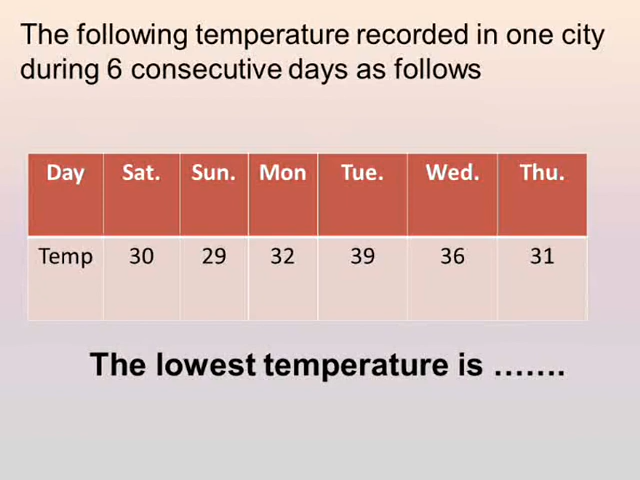 The following temperature recorded in one city
during 6 consecutive days as follows
Day Sat. Sun. Mon Tue. Wed. Thu.
Temp 30 29 32 39 36 31
The lowest temperature is …….